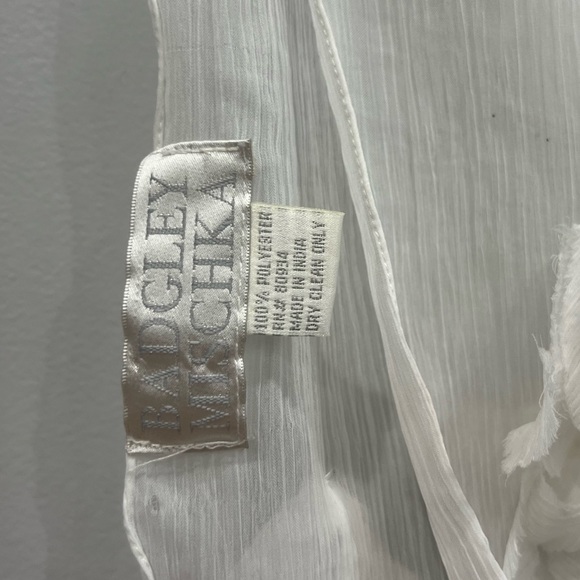 BADGLEY
MISCHKA
100% POLYESTER
RN# 80934
MADE IN INDIA
DRY CLEAN ONLY